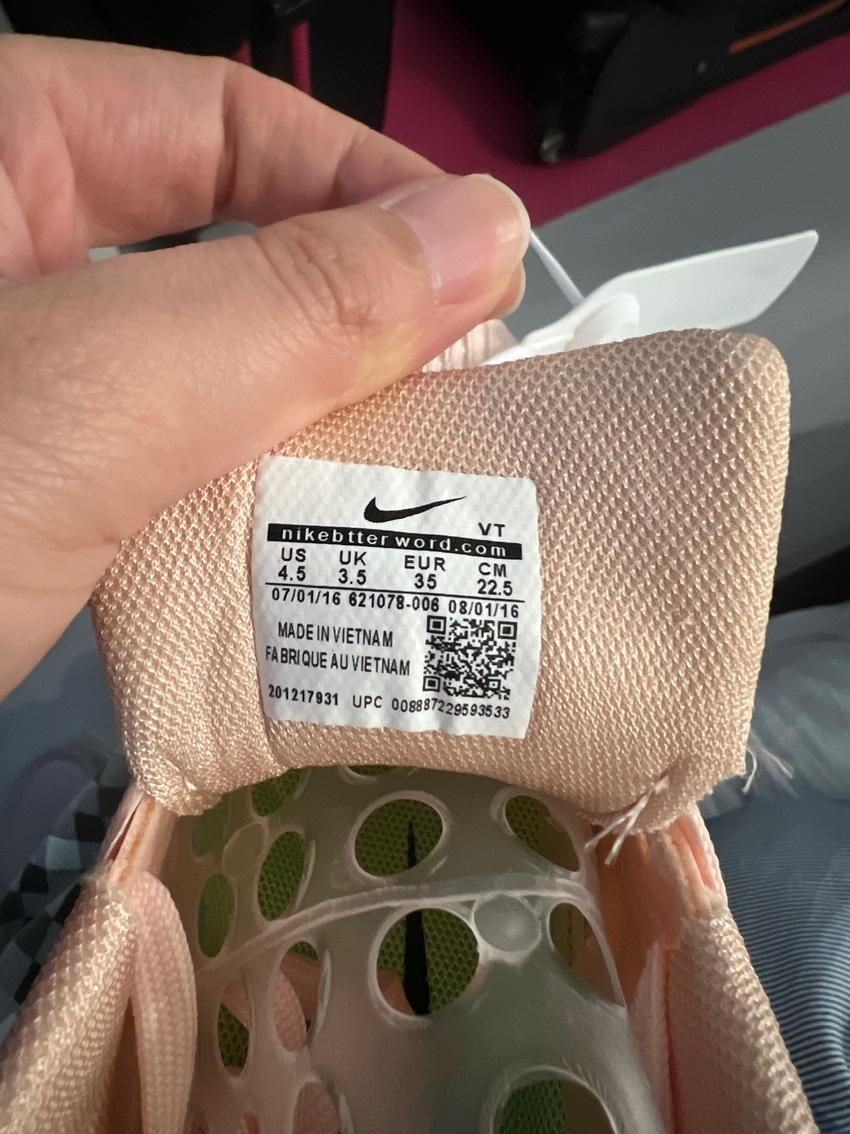 VT
nikebtterword.com
US UK EUR CM
4.5 3.5 35 22.5
07/01/16 621078-006 08/01/16
MADE IN VIETNAM
FABRIQUE AU VIETNAM
201217931 UPC 00888729593533